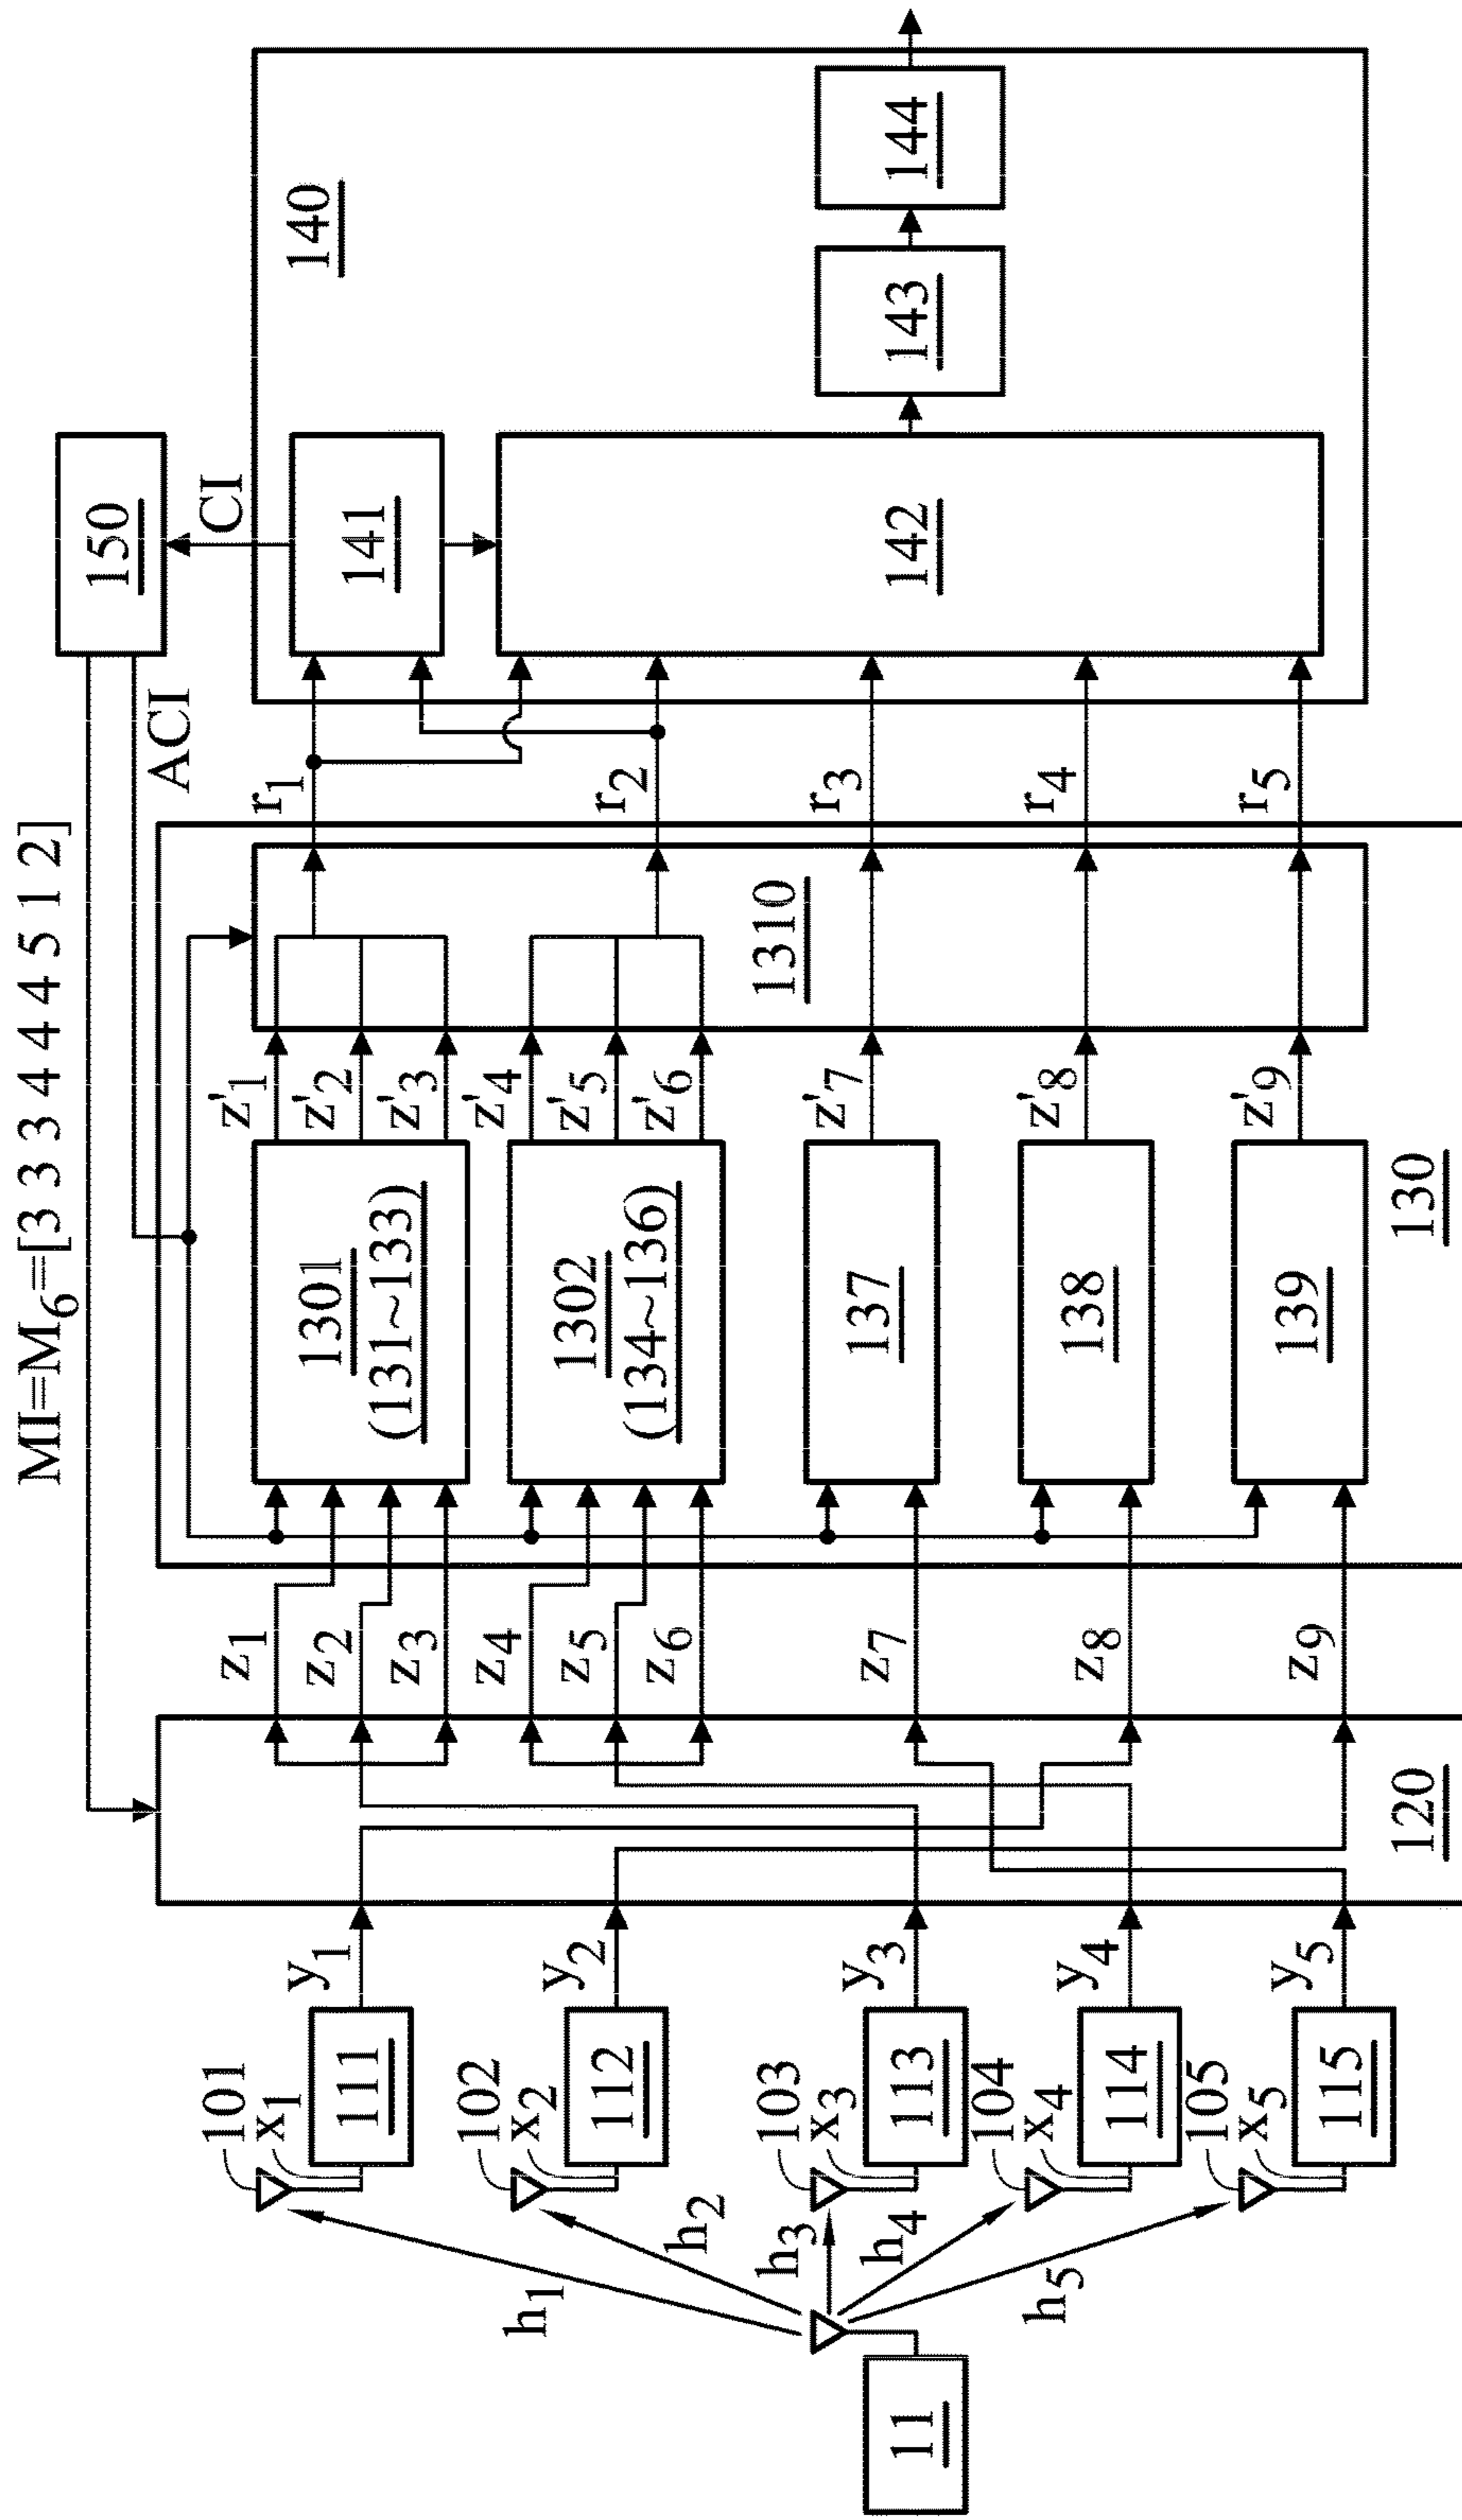 MI=M6=[3 3 3 4 4 4 5 1 2]
150
ACI
CI
140
101
x1
111
y1
102
x2
112
y2
103
x3
113
y3
104
x4
114
y4
105
x5
115
y5
11
h1
h2
h3
h4
h5
120
z1
z2
z3
z4
z5
z6
z7
z8
z9
1301
(131~133)
1302
(134~136)
137
138
139
130
z'1
z'2
z'3
z'4
z'5
z'6
z'7
z'8
z'9
1310
r1
r2
r3
r4
r5
141
142
143
144